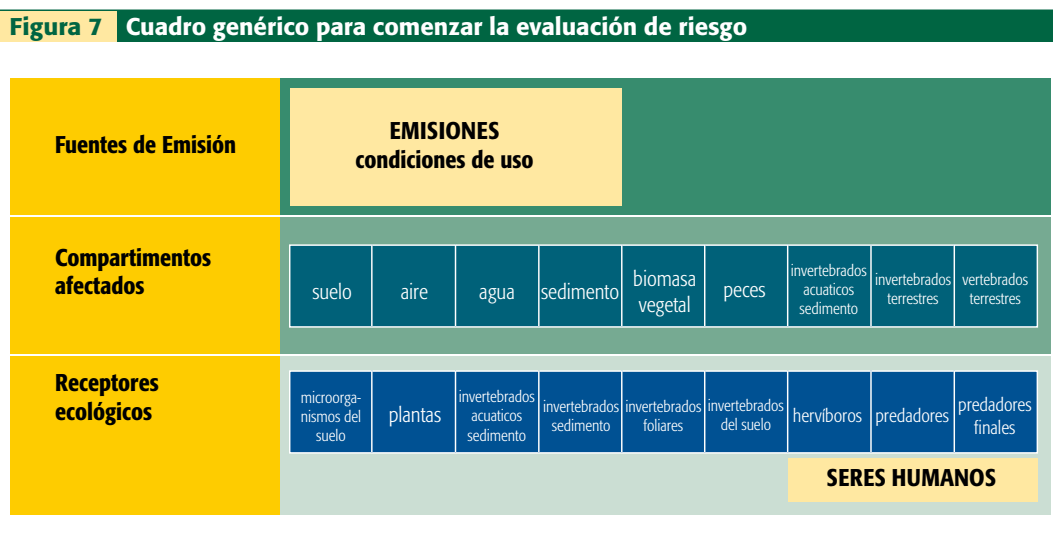 Figura 7 Cuadro genérico para comenzar la evaluación de riesgo
Fuentes de Emisión
EMISIONES
condiciones de uso
Compartimentos
afectados
suelo
aire
agua
sedimento
biomasa
vegetal
peces
invertebrados
acuaticos
sedimento
invertebrados
terrestres
vertebrados
terrestres
Receptores
ecológicos
microorga-
nismos del
suelo
plantas
invertebrados
acuaticos
sedimento
invertebrados
sedimento
invertebrados
foliares
invertebrados
del suelo
hervíboros
predadores
predadores
finales
SERES HUMANOS